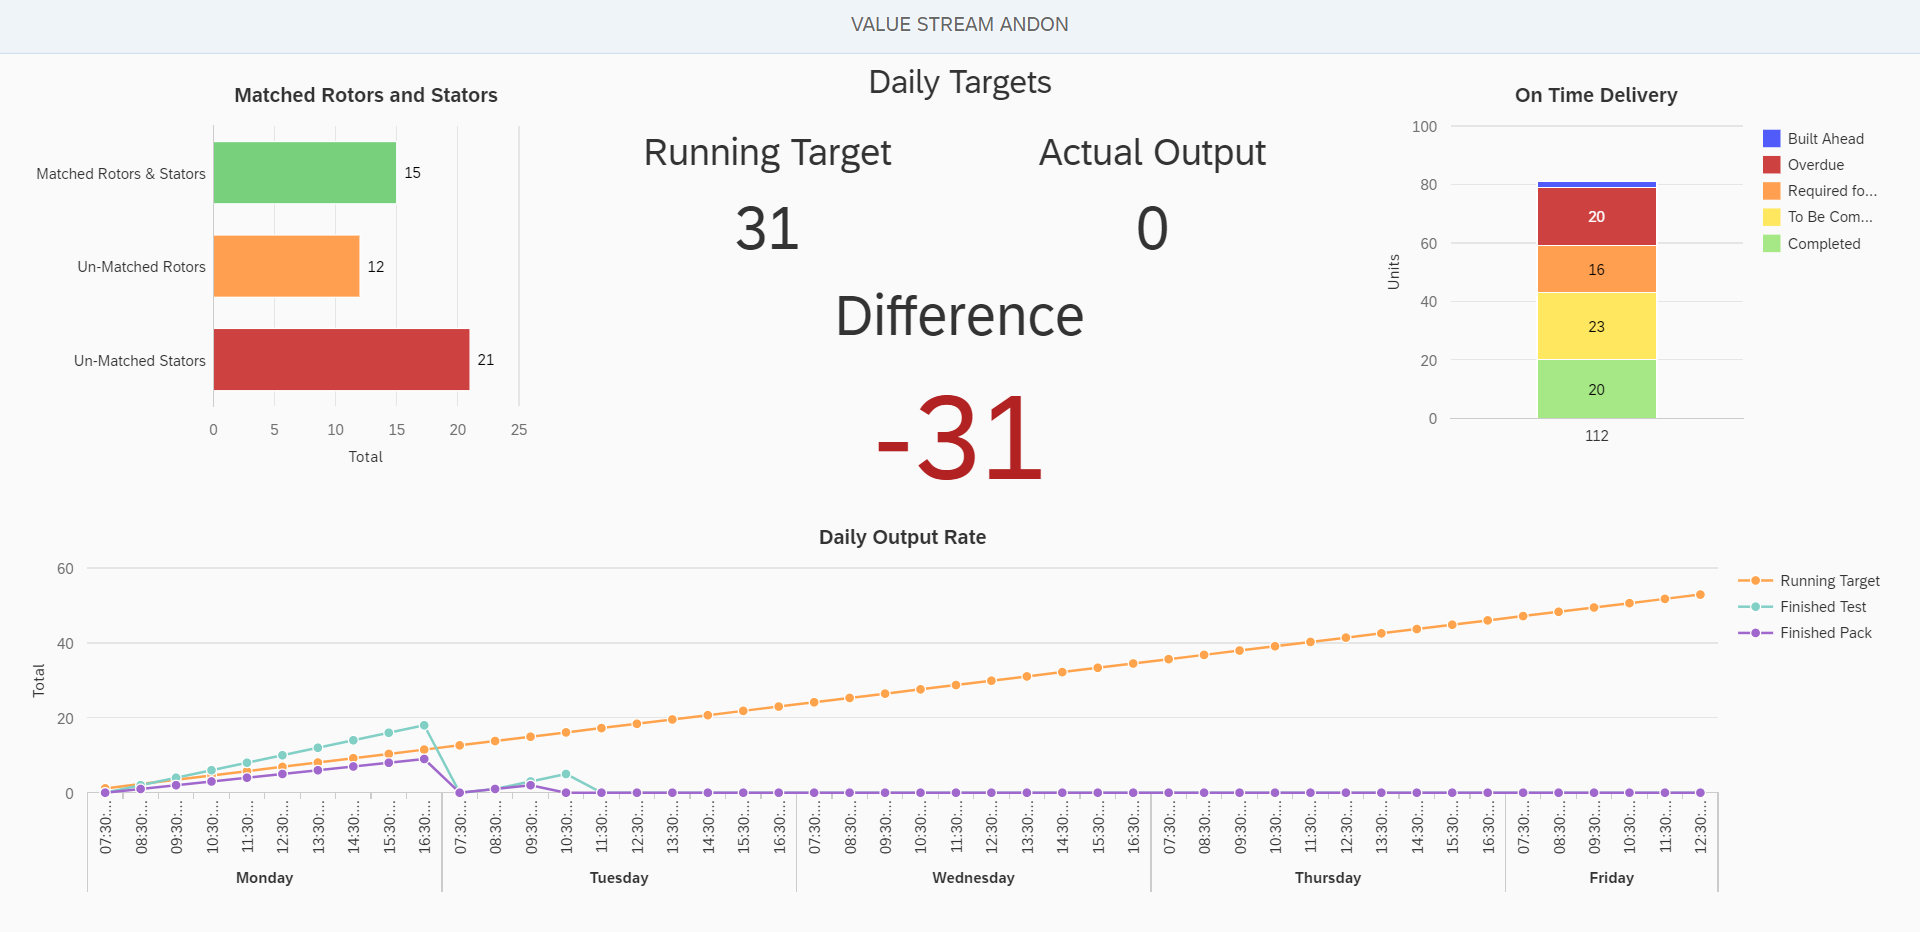 VALUE STREAM ANDON
Matched Rotors and Stators
Matched Rotors & Stators
15
Un-Matched Rotors
12
Un-Matched Stators
21
0 5 10 15 20 25
Total
Daily Targets
Running Target
31
Actual Output
0
Difference
-31
On Time Delivery
100
80
60
40
20
0
Units
20
16
23
20
112
Built Ahead
Overdue
Required fo...
To Be Com...
Completed
Daily Output Rate
60
40
20
0
Total
07:30:... 08:30:... 09:30:... 10:30:... 11:30:... 12:30:... 13:30:... 14:30:... 15:30:... 16:30:... 07:30:... 08:30:... 09:30:... 10:30:... 11:30:... 12:30:... 13:30:... 14:30:... 15:30:... 16:30:... 07:30:... 08:30:... 09:30:... 10:30:... 11:30:... 12:30:... 13:30:... 14:30:... 15:30:... 16:30:... 07:30:... 08:30:... 09:30:... 10:30:... 11:30:... 12:30:... 13:30:... 14:30:... 15:30:... 16:30:... 07:30:... 08:30:... 09:30:... 10:30:... 11:30:... 12:30:...
Monday Tuesday Wednesday Thursday Friday
Running Target
Finished Test
Finished Pack